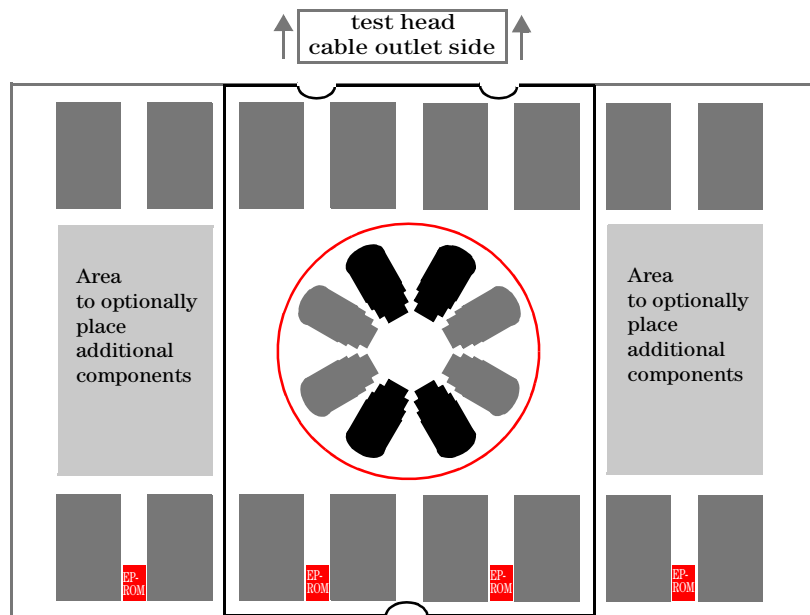 test head
cable outlet side
Area
to optionally
place
additional
components
Area
to optionally
place
additional
components
EP-
ROM
EP-
ROM
EP-
ROM
EP-
ROM